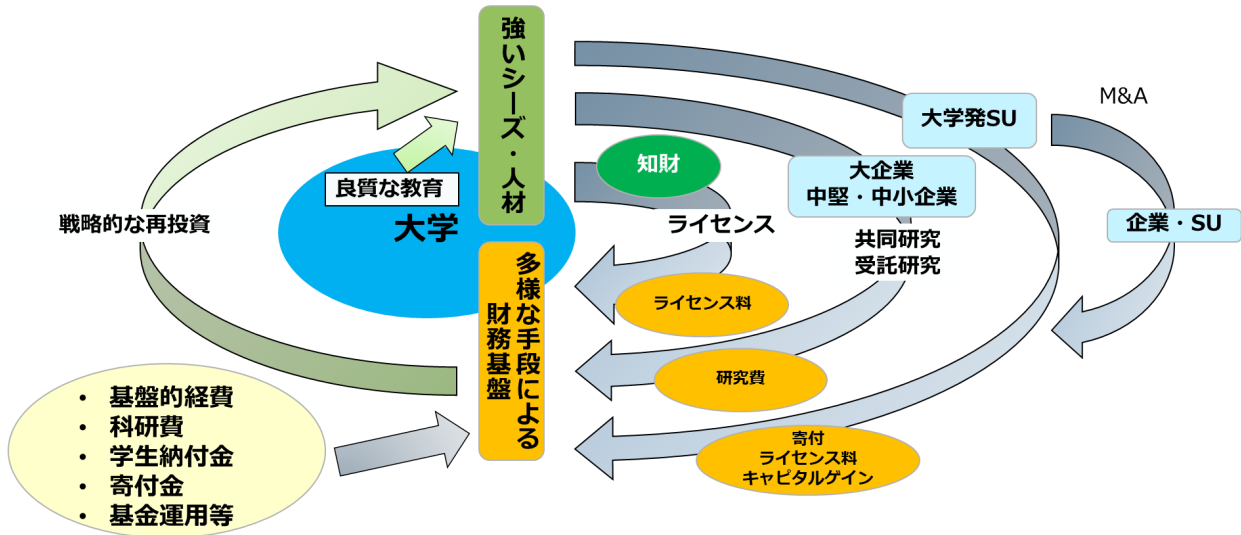 強いシーズ・人材
良質な教育
大学
戦略的な再投資
多様な手段による
財務基盤
• 基盤的経費
• 科研費
• 学生納付金
• 寄付金
• 基金運用等
知財
ライセンス
ライセンス料
大企業
中堅・中小企業
共同研究
受託研究
研究費
大学発SU
寄付
ライセンス料
キャピタルゲイン
M&A
企業・SU